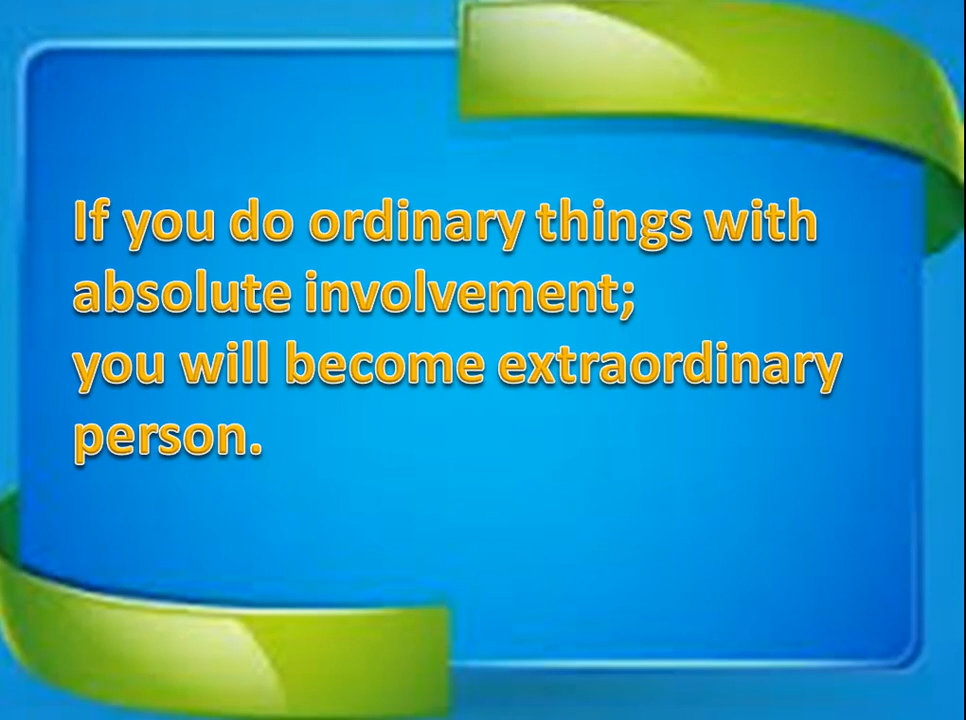 If you do ordinary things with
absolute involvement;
you will become extraordinary
person.